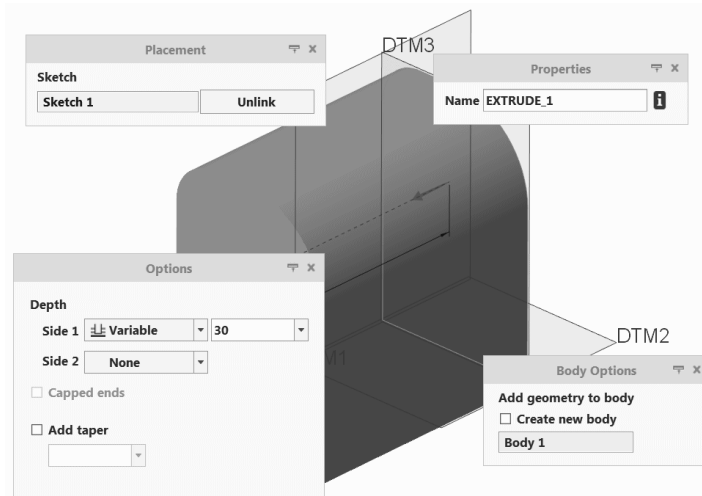 DTM3
Placement
Sketch
Sketch 1
Unlink
Properties
Name EXTRUDE_1
Options
Depth
Side 1 Variable 30
Side 2 None
Capped ends
Add taper
M1
DTM2
Body Options
Add geometry to body
Create new body
Body 1